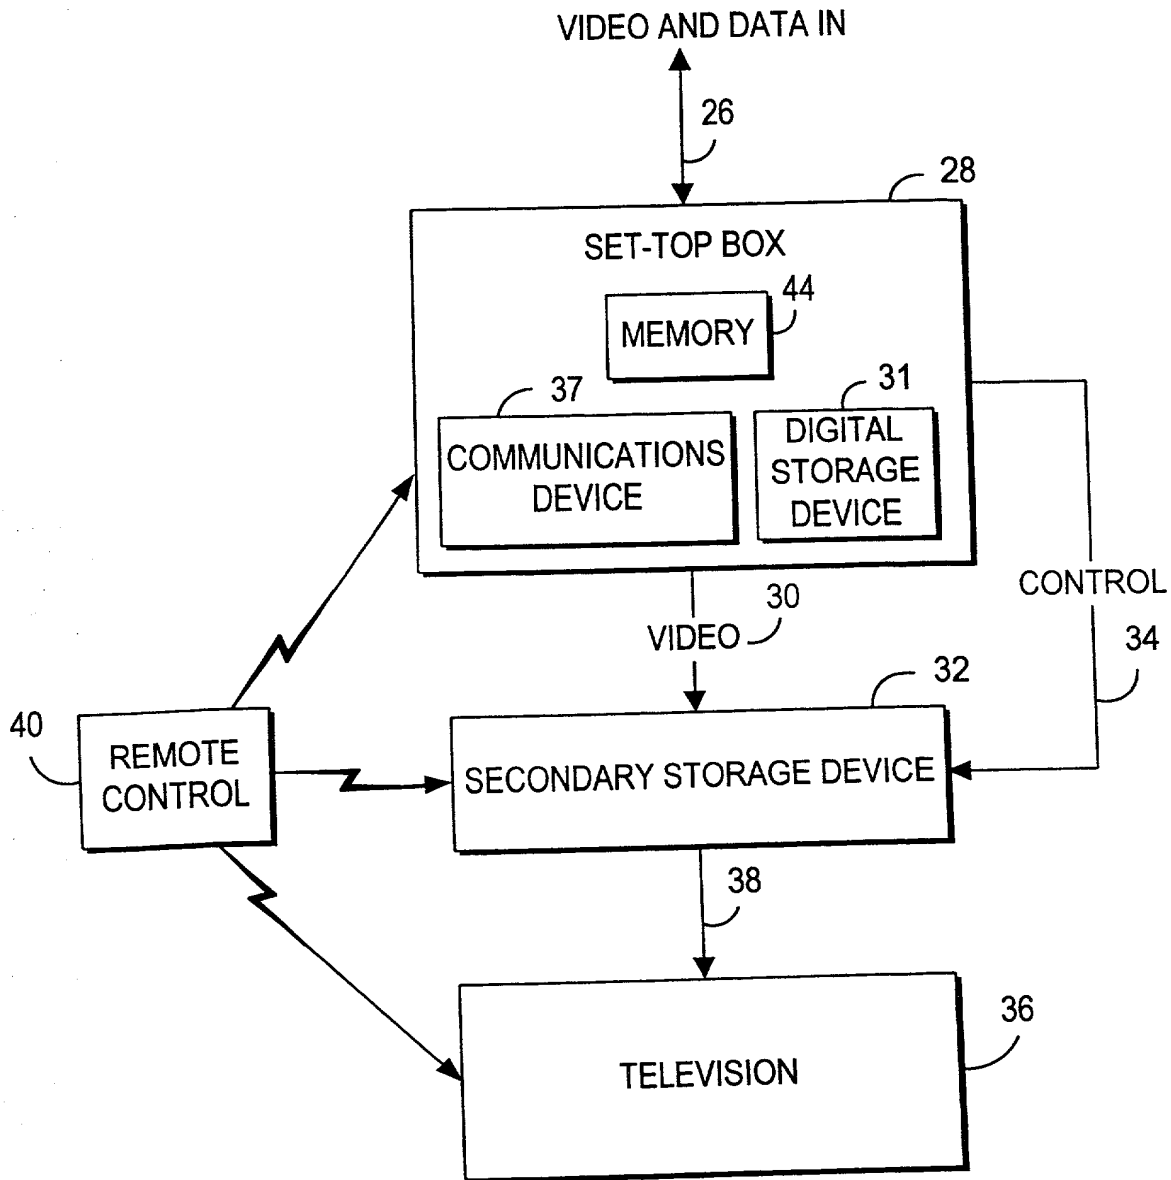 VIDEO AND DATA IN
26
28
SET-TOP BOX
44
MEMORY
37
31
COMMUNICATIONS
DEVICE
DIGITAL
STORAGE
DEVICE
CONTROL
30
VIDEO
34
32
40
REMOTE
CONTROL
SECONDARY STORAGE DEVICE
38
36
TELEVISION